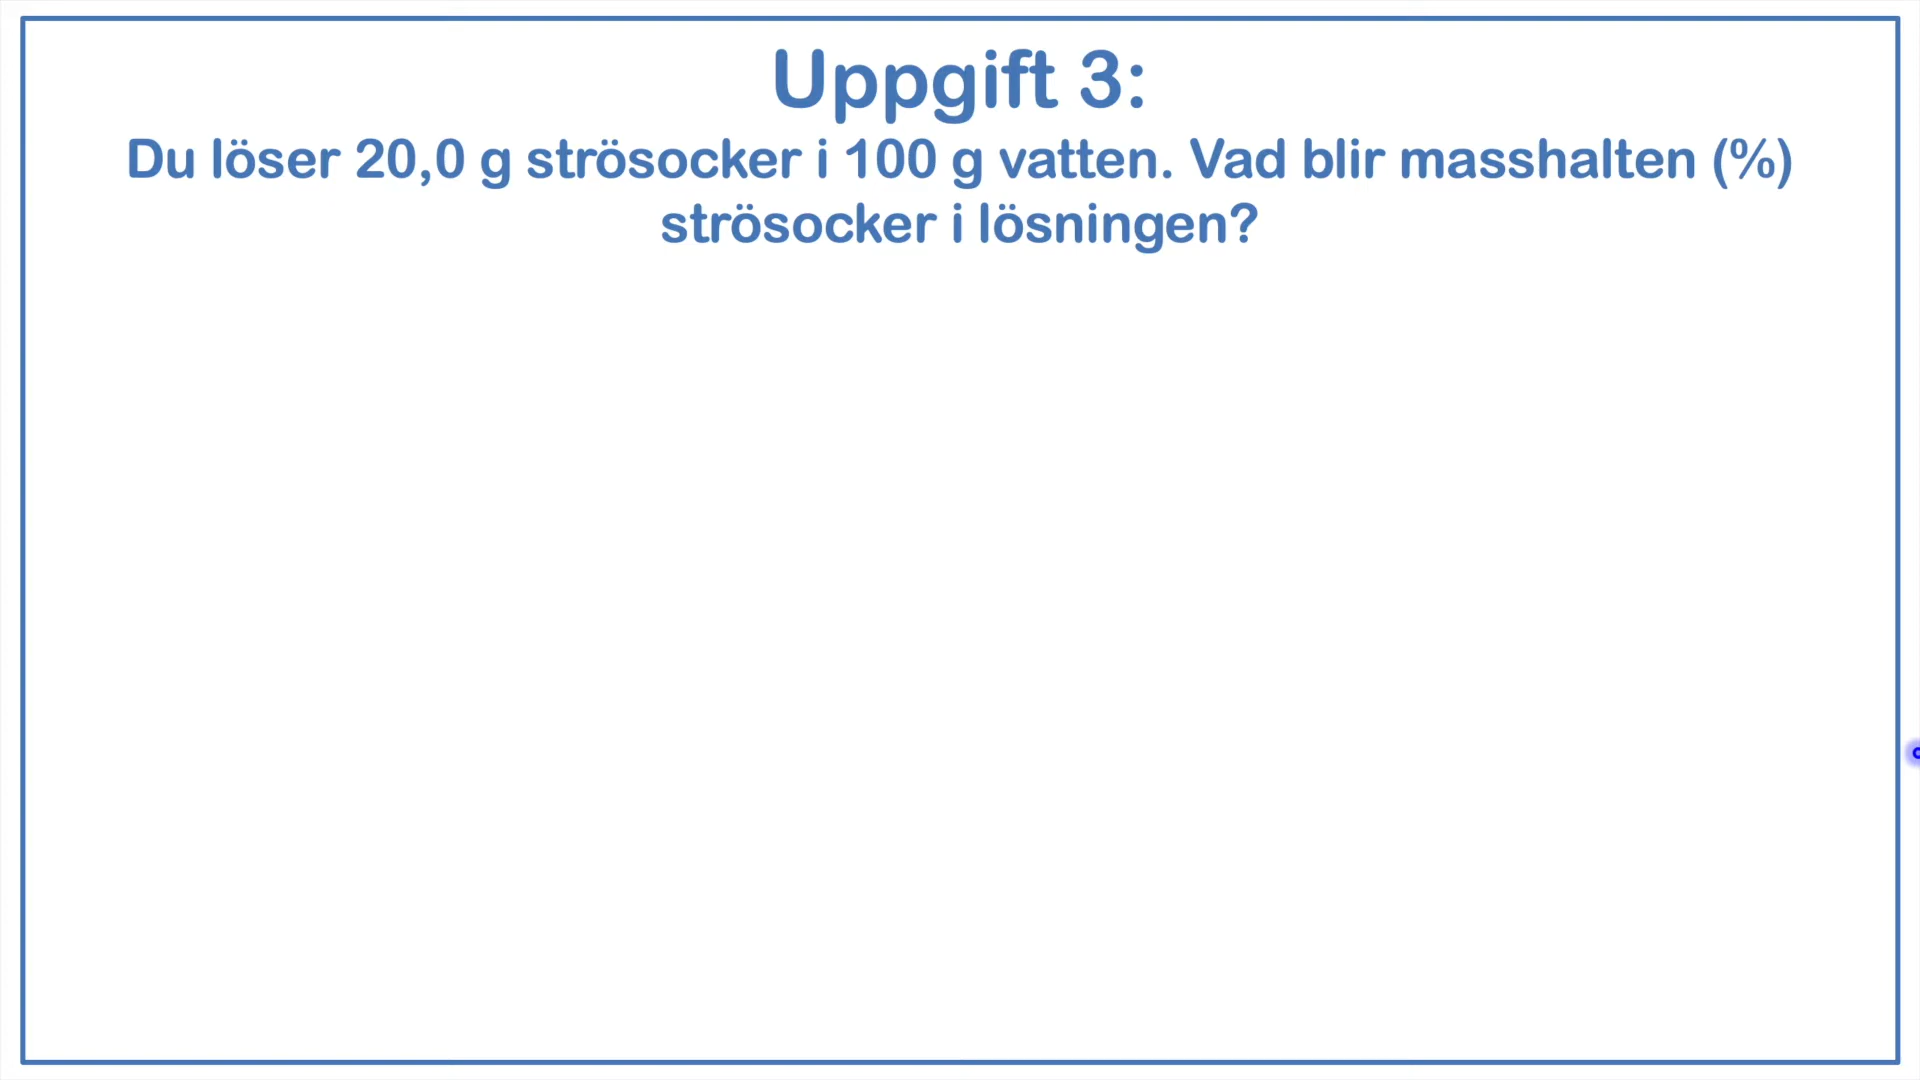 Uppgift 3:
Du löser 20,0 g strösocker i 100 g vatten. Vad blir masshalten (%)
strösocker i lösningen?